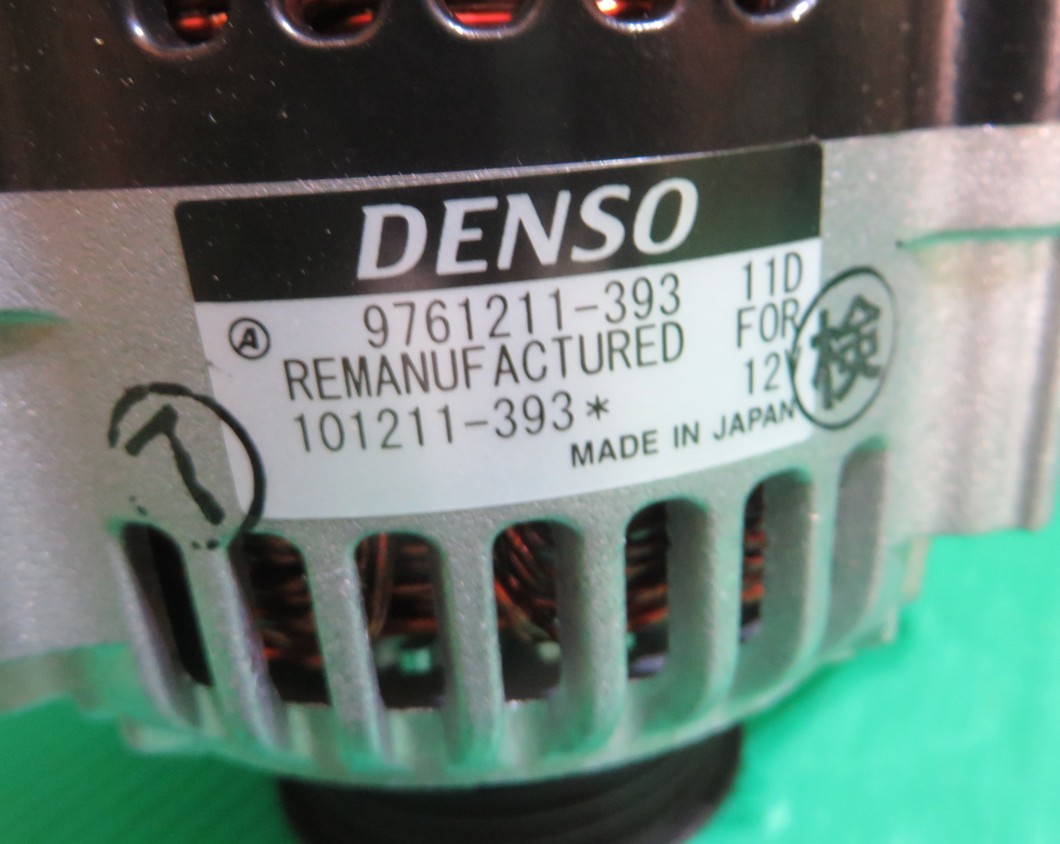 DENSO
Ⓐ 9761211-393 11D
REMANUFACTURED FOR
101211-393* 12V
MADE IN JAPAN
検
T